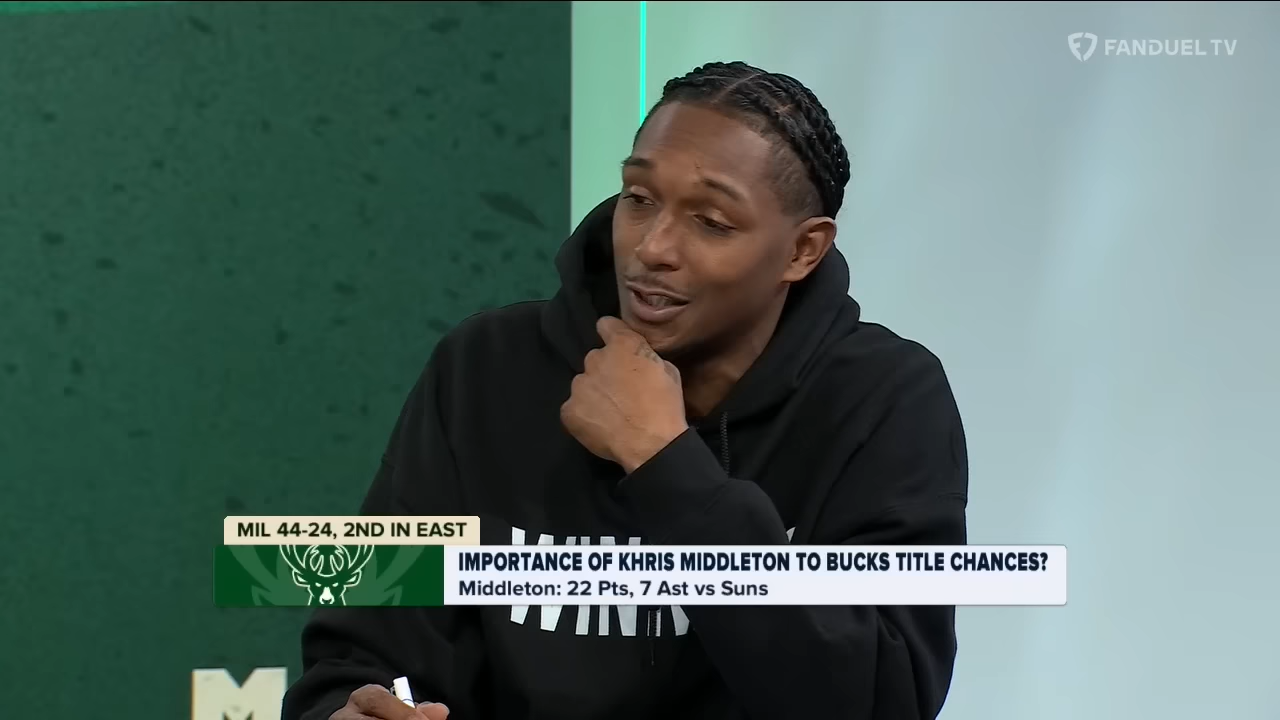 FANDUEL TV
MIL 44-24, 2ND IN EAST
IMPORTANCE OF KHRIS MIDDLETON TO BUCKS TITLE CHANCES?
Middleton: 22 Pts, 7 Ast vs Suns
M